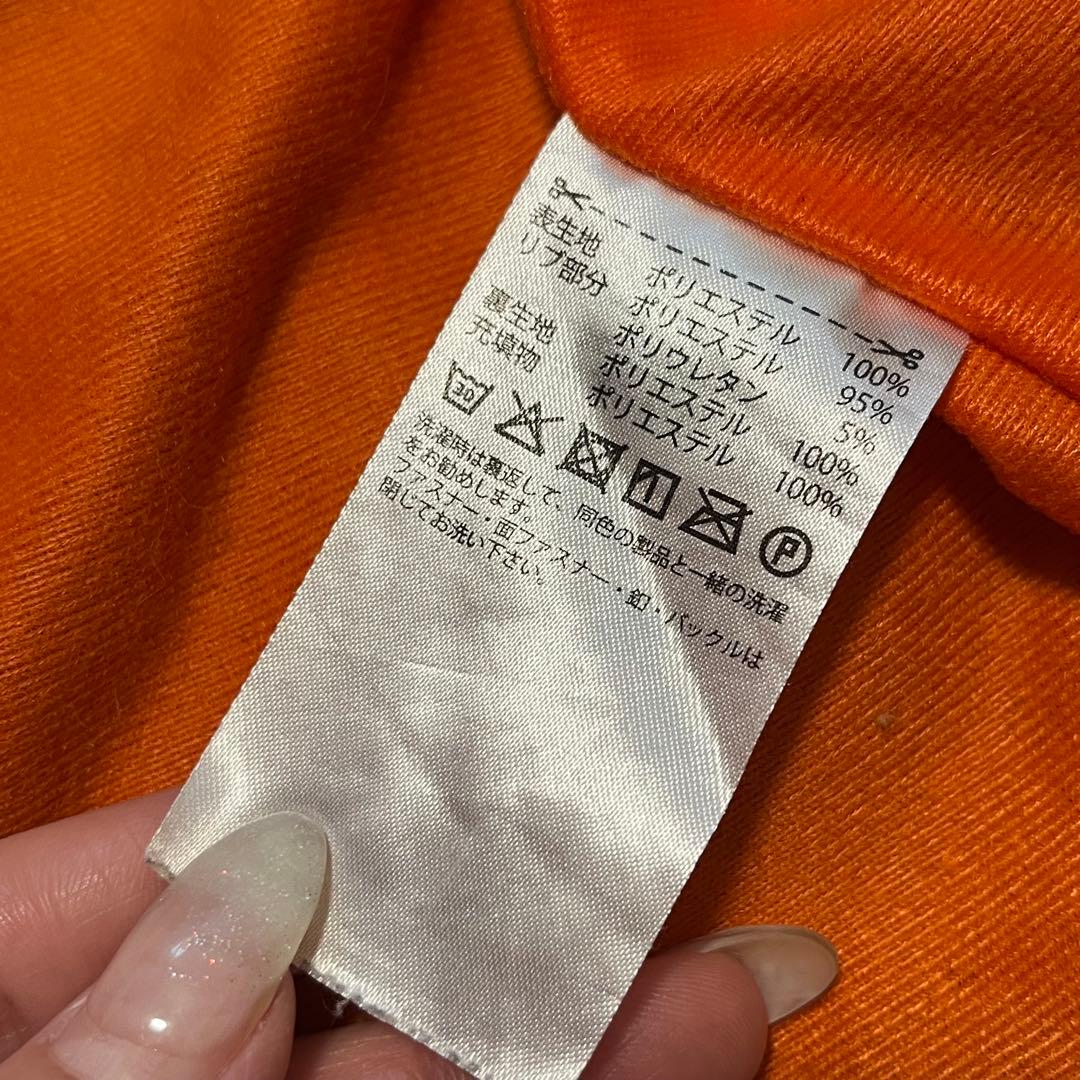 表生地 ポリエステル 100%
リブ部分 ポリエステル 95%
ポリウレタン 5%
裏生地 ポリエステル 100%
充填物 ポリエステル 100%
30 P
洗濯時は裏返して、同色の製品と一緒の洗濯
をお勧めします。
ファスナー・面ファスナー・釦・バックルは
閉じてお洗い下さい。